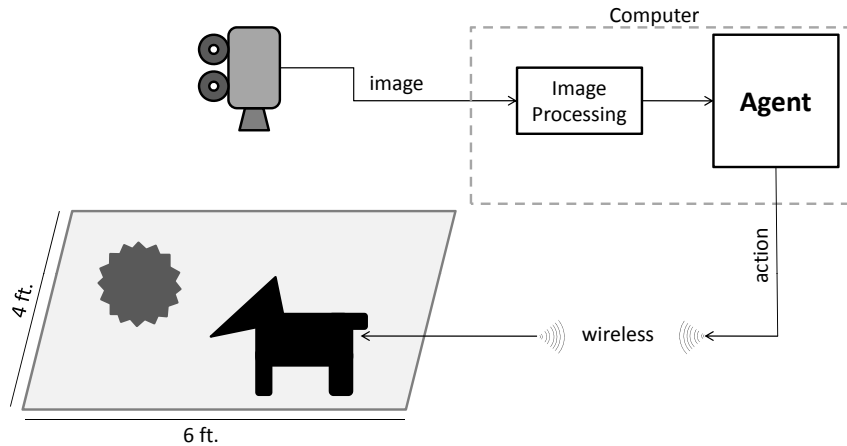 Computer
image
Image
Processing
Agent
action
wireless
4 ft.
6 ft.